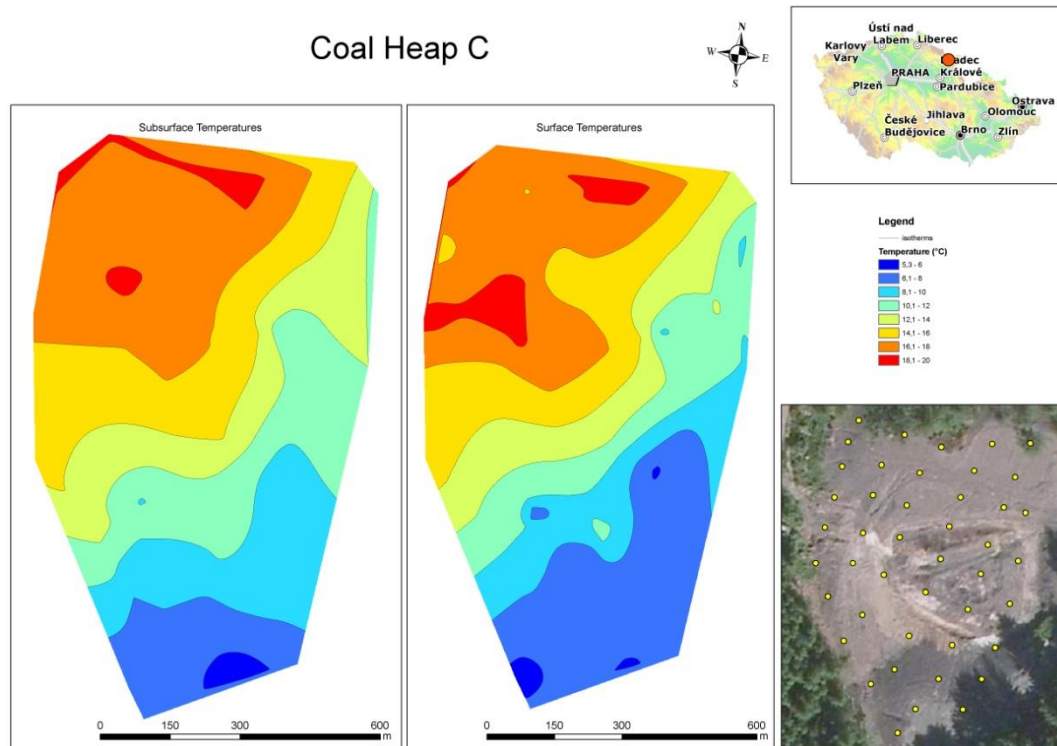 Coal Heap C
N
W
E
S
Subsurface Temperatures
Surface Temperatures
0 150 300 600
m
0 150 300 600
m
Ústí nad
Labem
Liberec
Karlovy
Vary
Hradec
Králové
PRAHA
Pardubice
Plzeň
Ostrava
Olomouc
České
Budějovice
Jihlava
Brno
Zlín
Legend
isotherms
Temperature (°C)
5,3 - 6
6,1 - 8
8,1 - 10
10,1 - 12
12,1 - 14
14,1 - 16
16,1 - 18
18,1 - 20